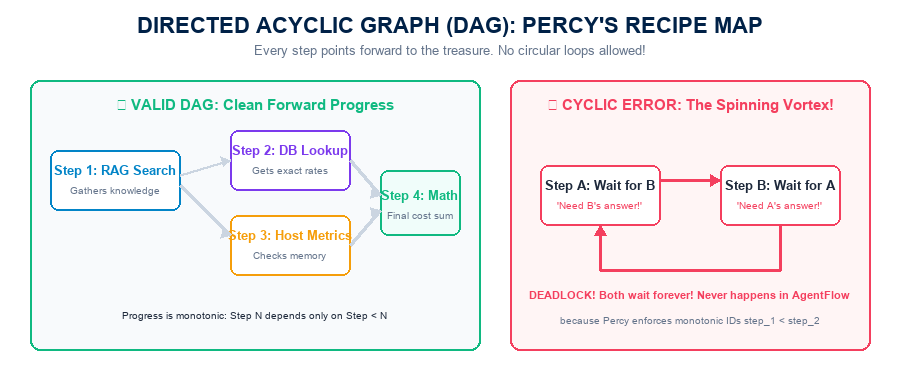 DIRECTED ACYCLIC GRAPH (DAG): PERCY'S RECIPE MAP
Every step points forward to the treasure. No circular loops allowed!
VALID DAG: Clean Forward Progress
Step 1: RAG Search
Gathers knowledge
Step 2: DB Lookup
Gets exact rates
Step 3: Host Metrics
Checks memory
Step 4: Math
Final cost sum
Progress is monotonic: Step N depends only on Step < N
CYCLIC ERROR: The Spinning Vortex!
Step A: Wait for B
'Need B's answer!'
Step B: Wait for A
'Need A's answer!'
DEADLOCK! Both wait forever! Never happens in AgentFlow
because Percy enforces monotonic IDs step_1 < step_2